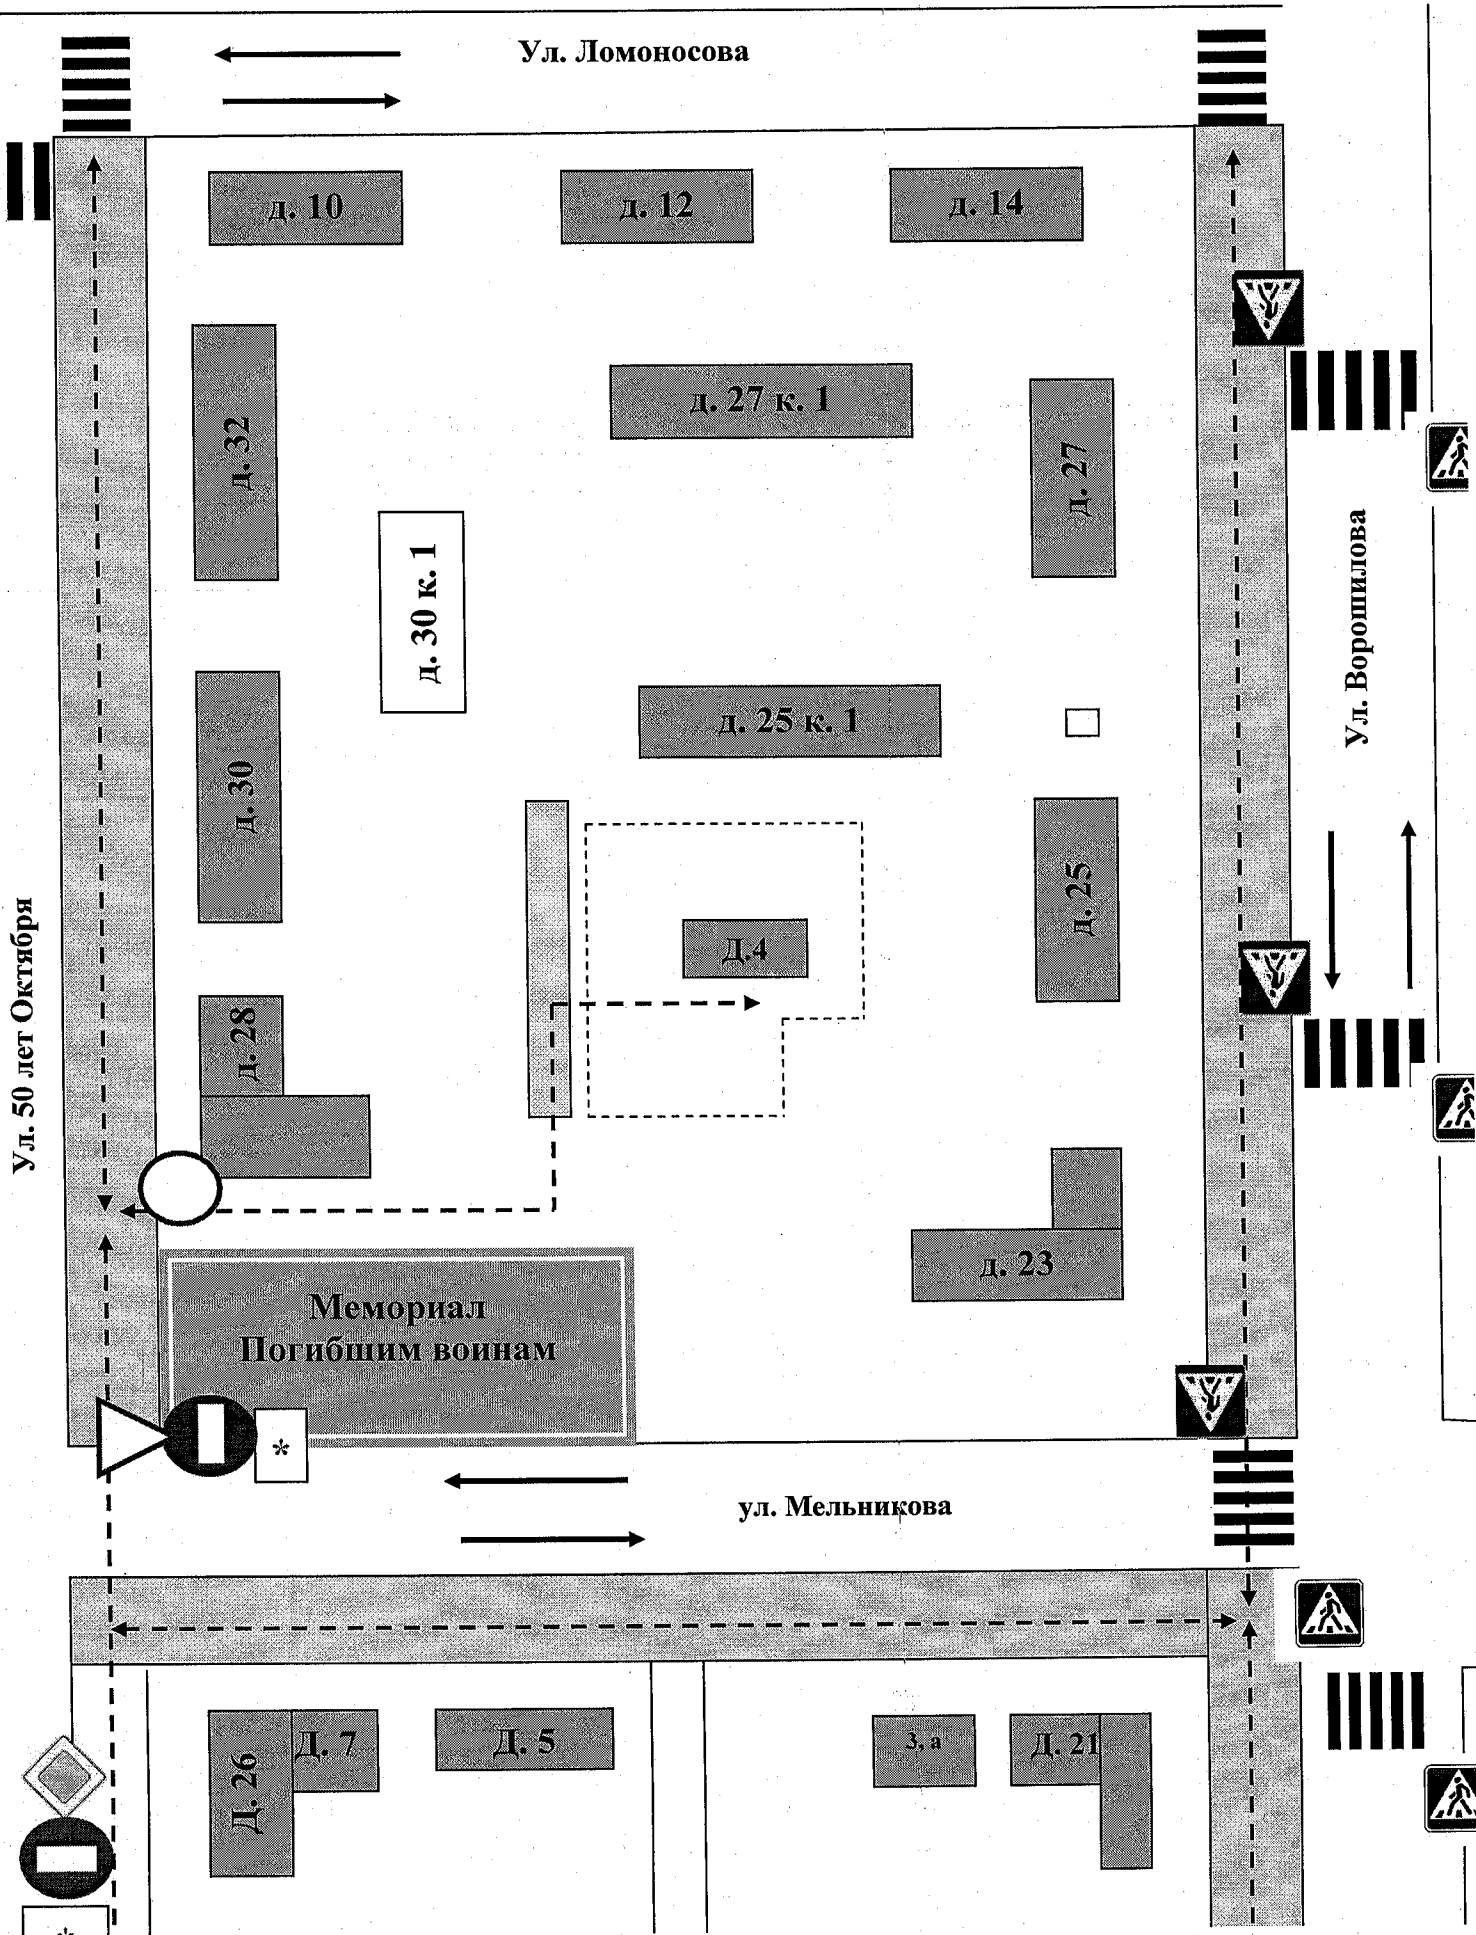 Ул. Ломоносова
д. 10
д. 12
д. 14
д. 32
д. 27 к. 1
д. 27
д. 30 к. 1
Ул. Ворошилова
д. 30
д. 25 к. 1
д. 25
Ул. 50 лет Октября
Д.4
д. 28
д. 23
Мемориал
Погибшим воинам
*
ул. Мельникова
Д. 26
Д. 7
Д. 5
3, а
Д. 21
*